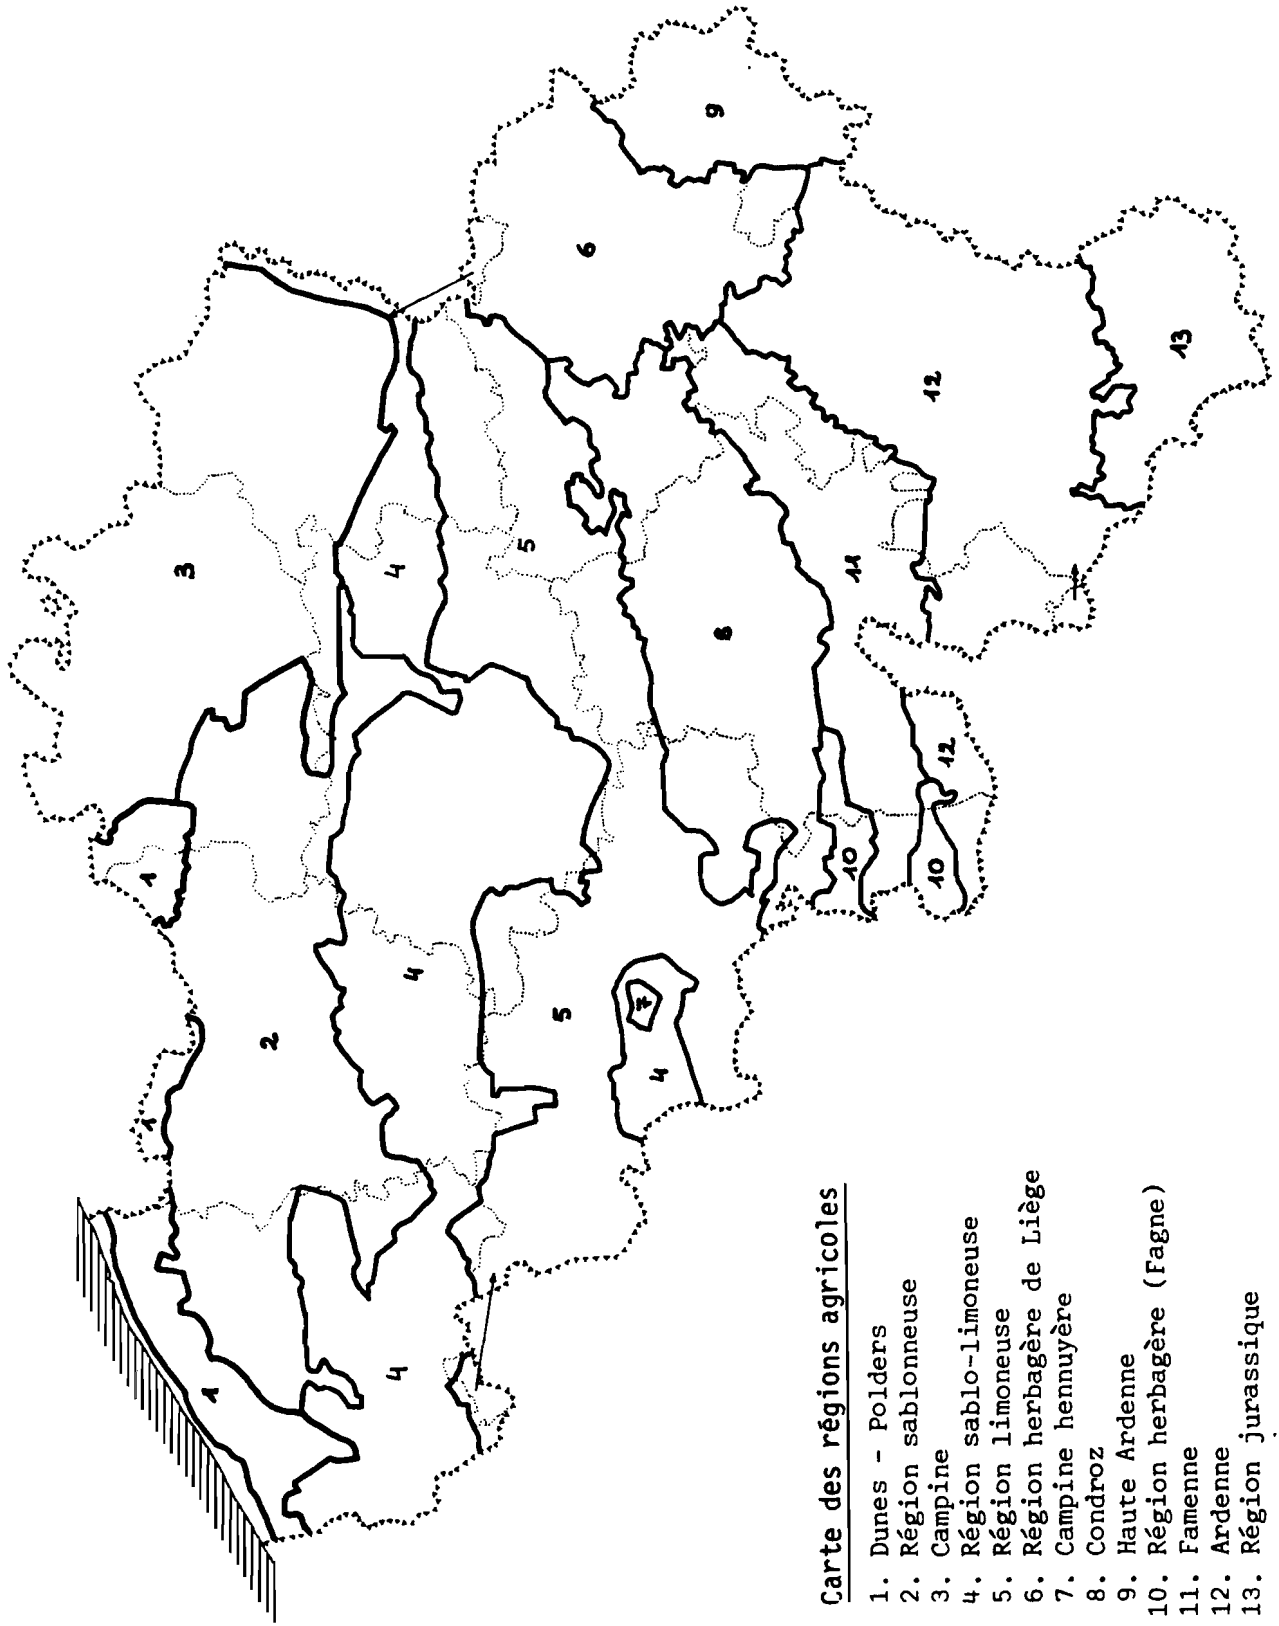 9
6
3
13
12
5
4
11
8
12
1
10
10
4
7
2
5
4
1
4
1
Carte des régions agricoles
1. Dunes - Polders
2. Région sablonneuse
3. Campine
4. Région sablo-limoneuse
5. Région limoneuse
6. Région herbagère de Liège
7. Campine hennuyère
8. Condroz
9. Haute Ardenne
10. Région herbagère (Fagne)
11. Famenne
12. Ardenne
13. Région jurassique